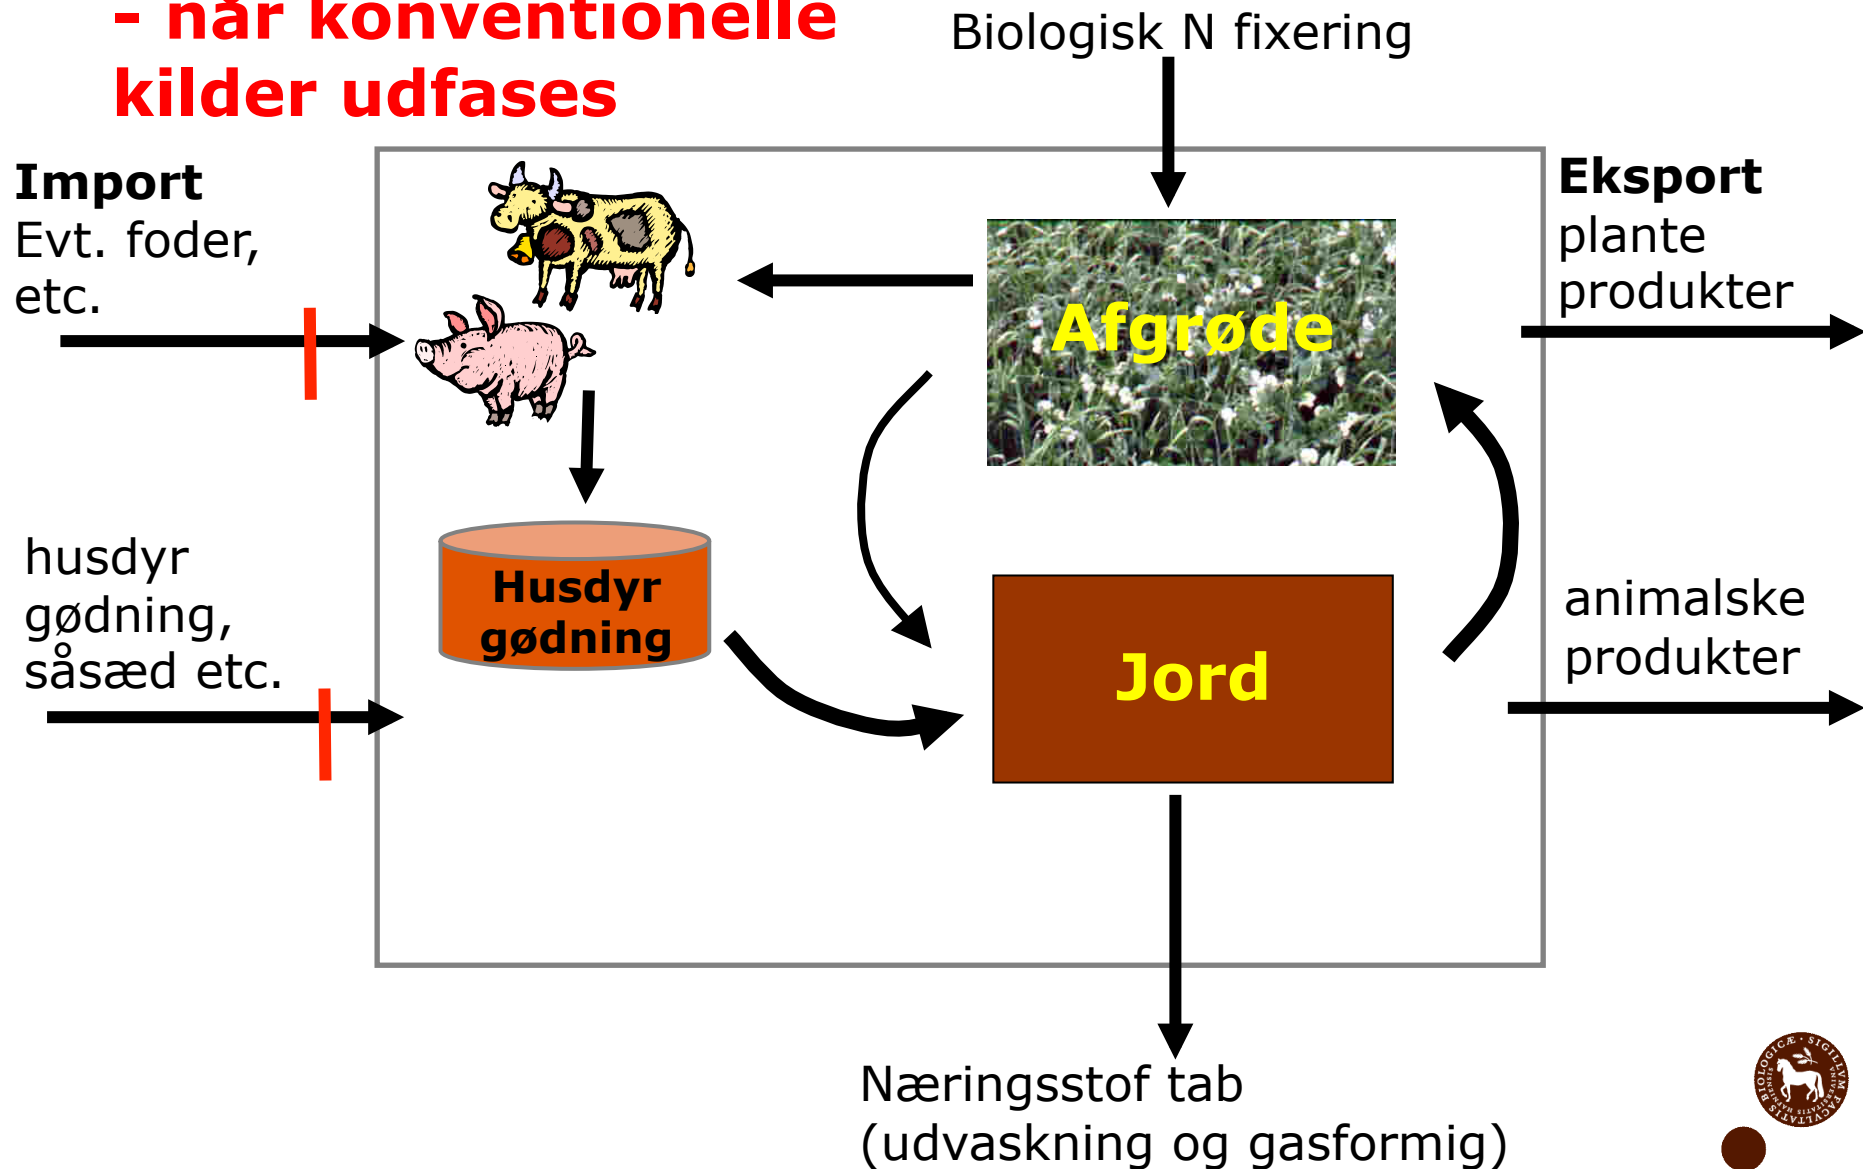 - når konventionelle
kilder udfases
Biologisk N fixering
Import
Evt. foder,
etc.
Eksport
plante
produkter
Afgrøde
husdyr
gødning,
såsæd etc.
Husdyr
gødning
Jord
animalske
produkter
Næringsstof tab
(udvaskning og gasformig)